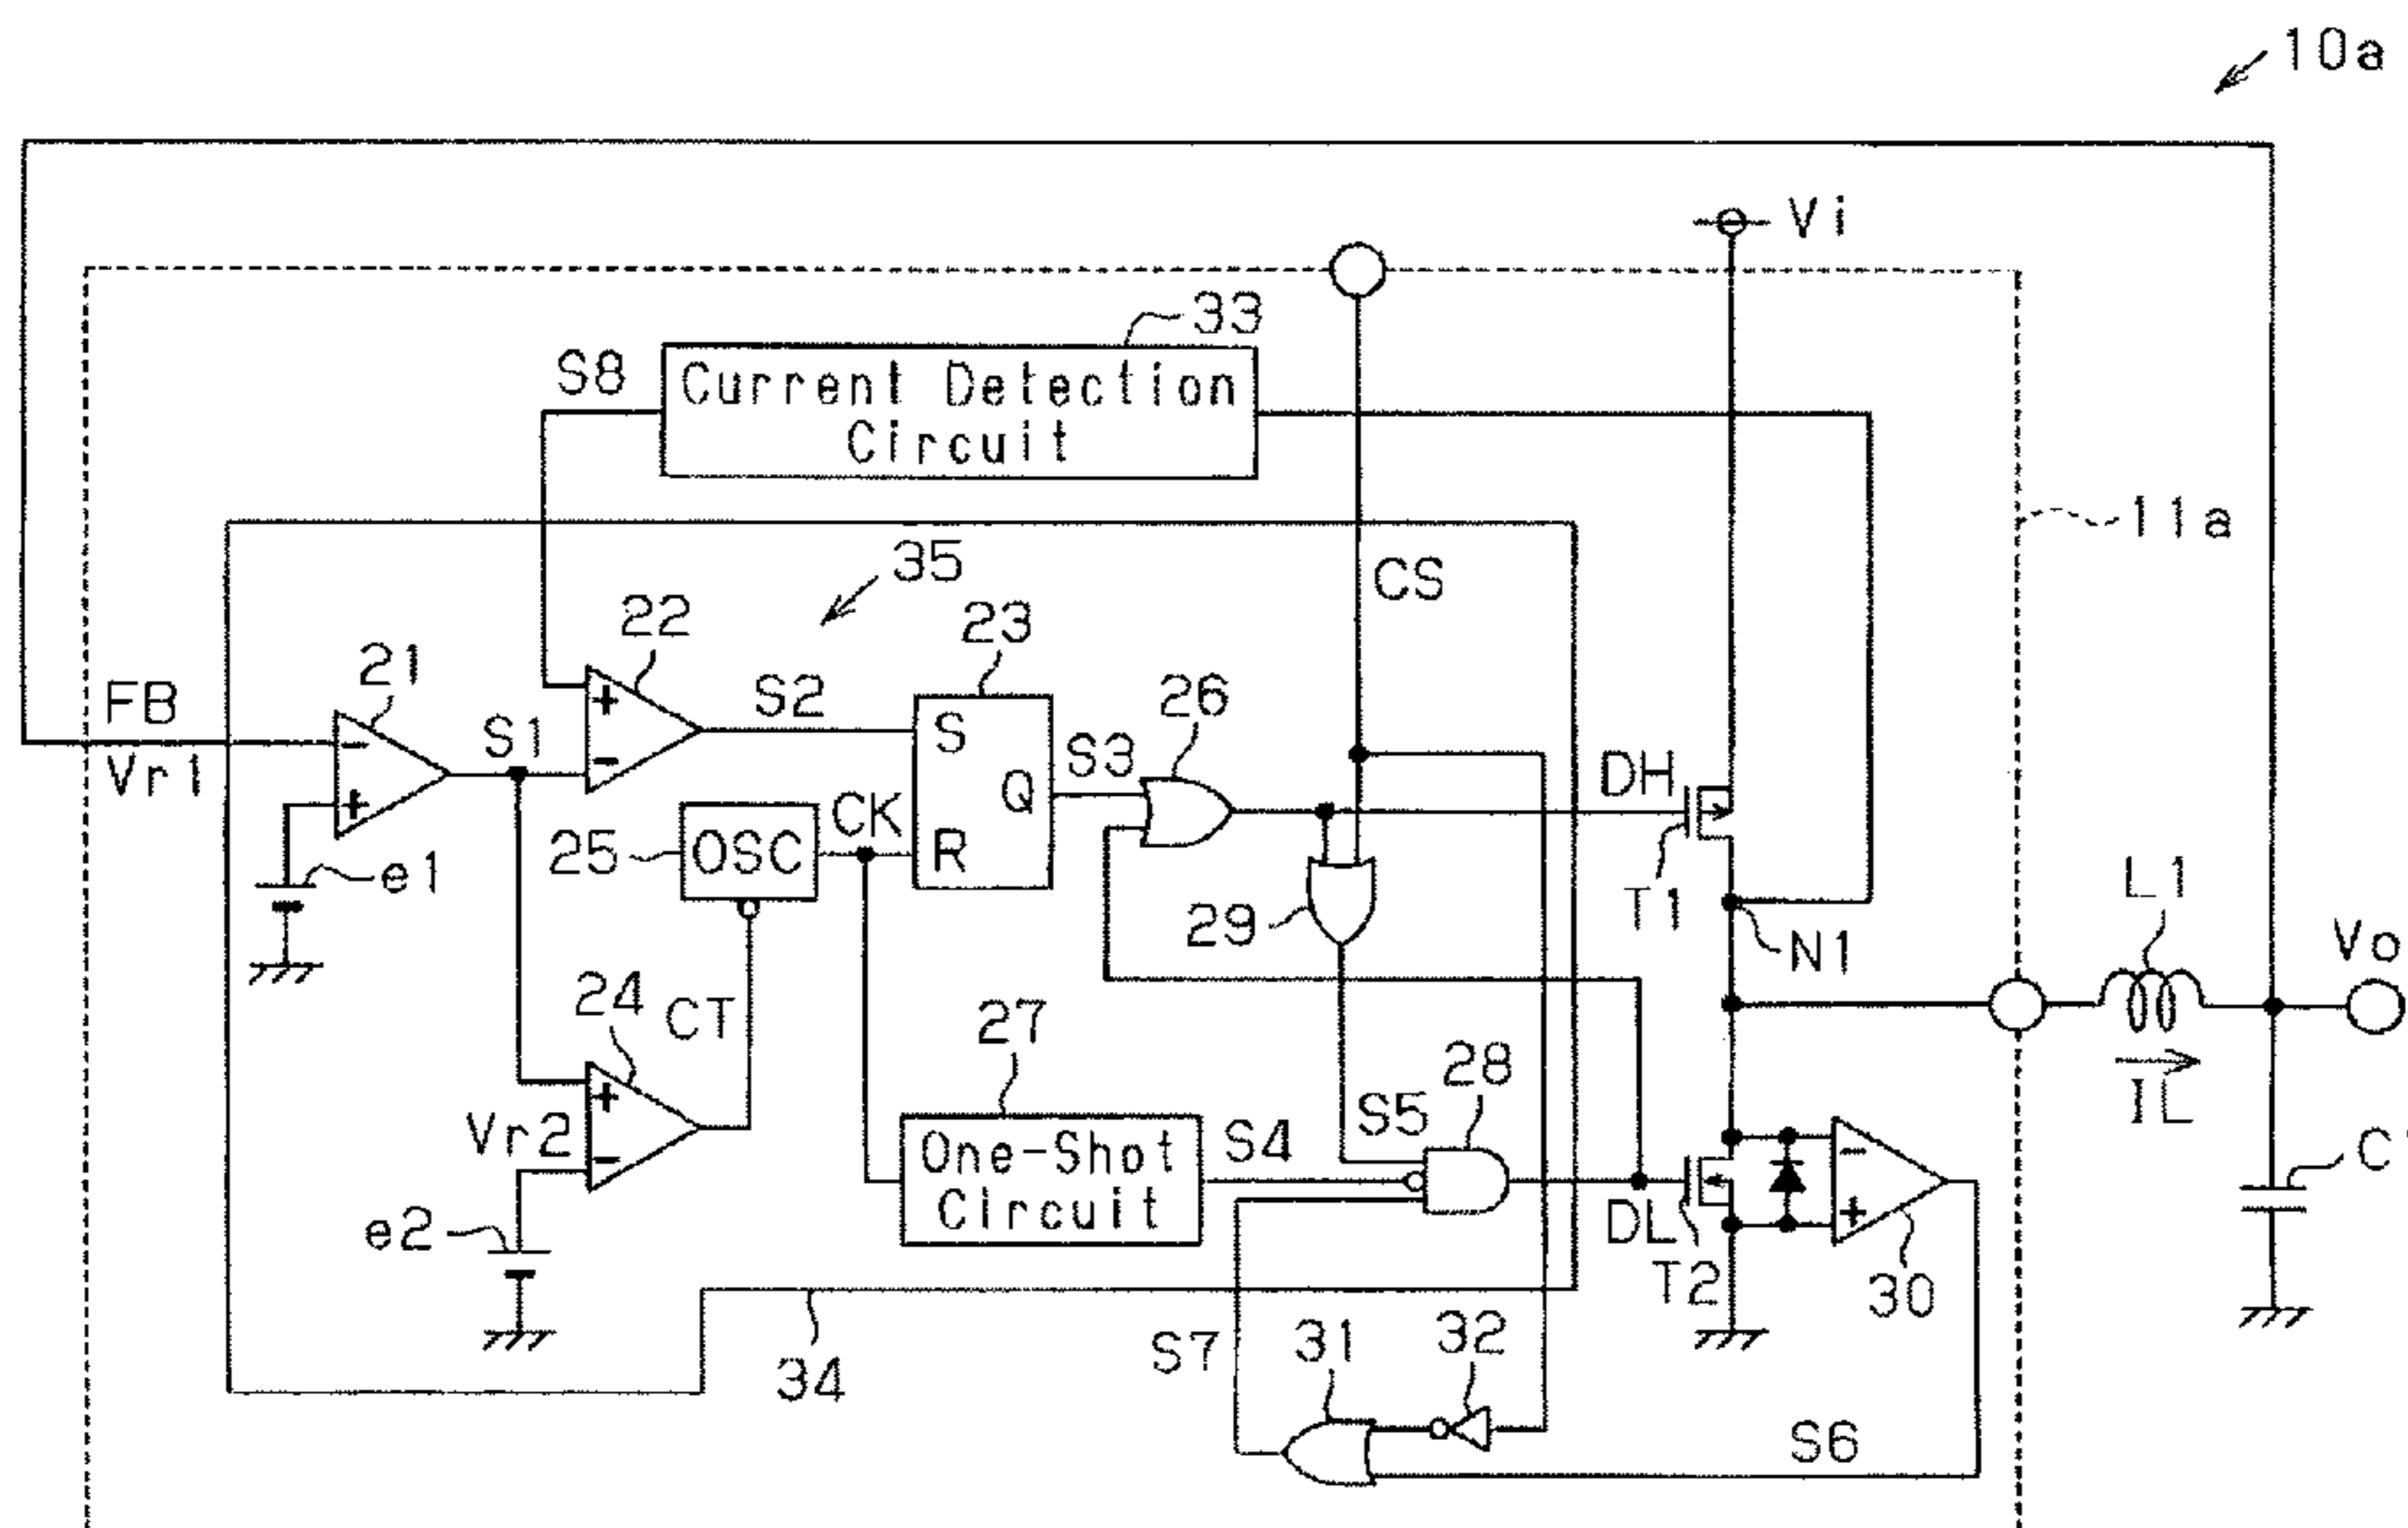 10a
Vi
33
S8
Current Detection
Circuit
11a
35
CS
22
23
21
26
FB
S2
S
S1
S3
DH
Vr1
+
-
-
+
Q
CK
25
OSC
R
e1
L1
T1
29
Vo
N1
24
CT
27
28
IL
+
-
Vr2
One-Shot
Circuit
S4
S5
-
+
C
e2
DL
T2
30
34
S7
31
32
S6